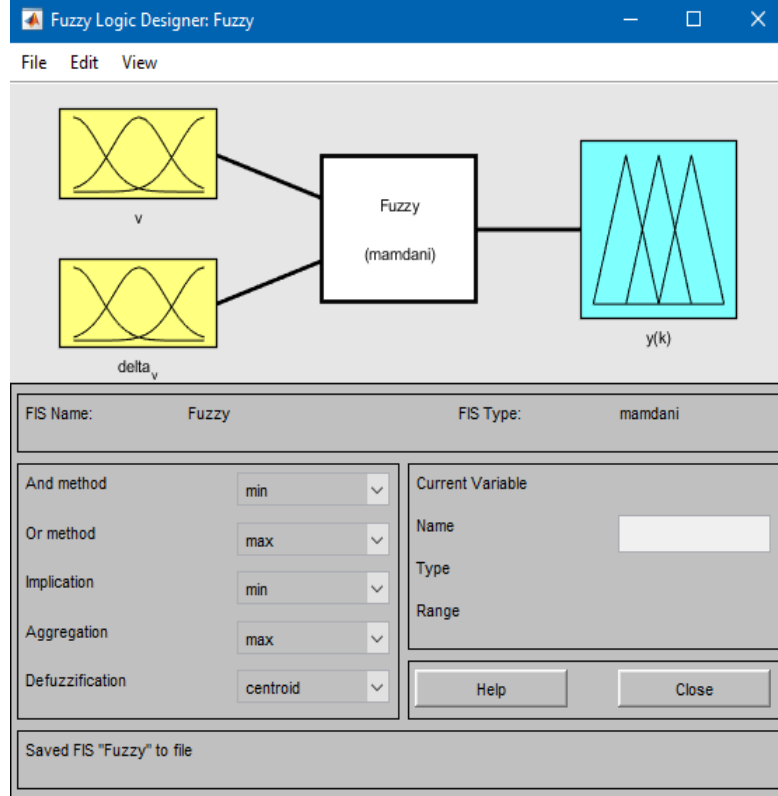 Fuzzy Logic Designer: Fuzzy
File Edit View
v
delta_v
Fuzzy
(mamdani)
y(k)
FIS Name: Fuzzy FIS Type: mamdani
And method min
Or method max
Implication min
Aggregation max
Defuzzification centroid
Current Variable
Name
Type
Range
Help Close
Saved FIS "Fuzzy" to file